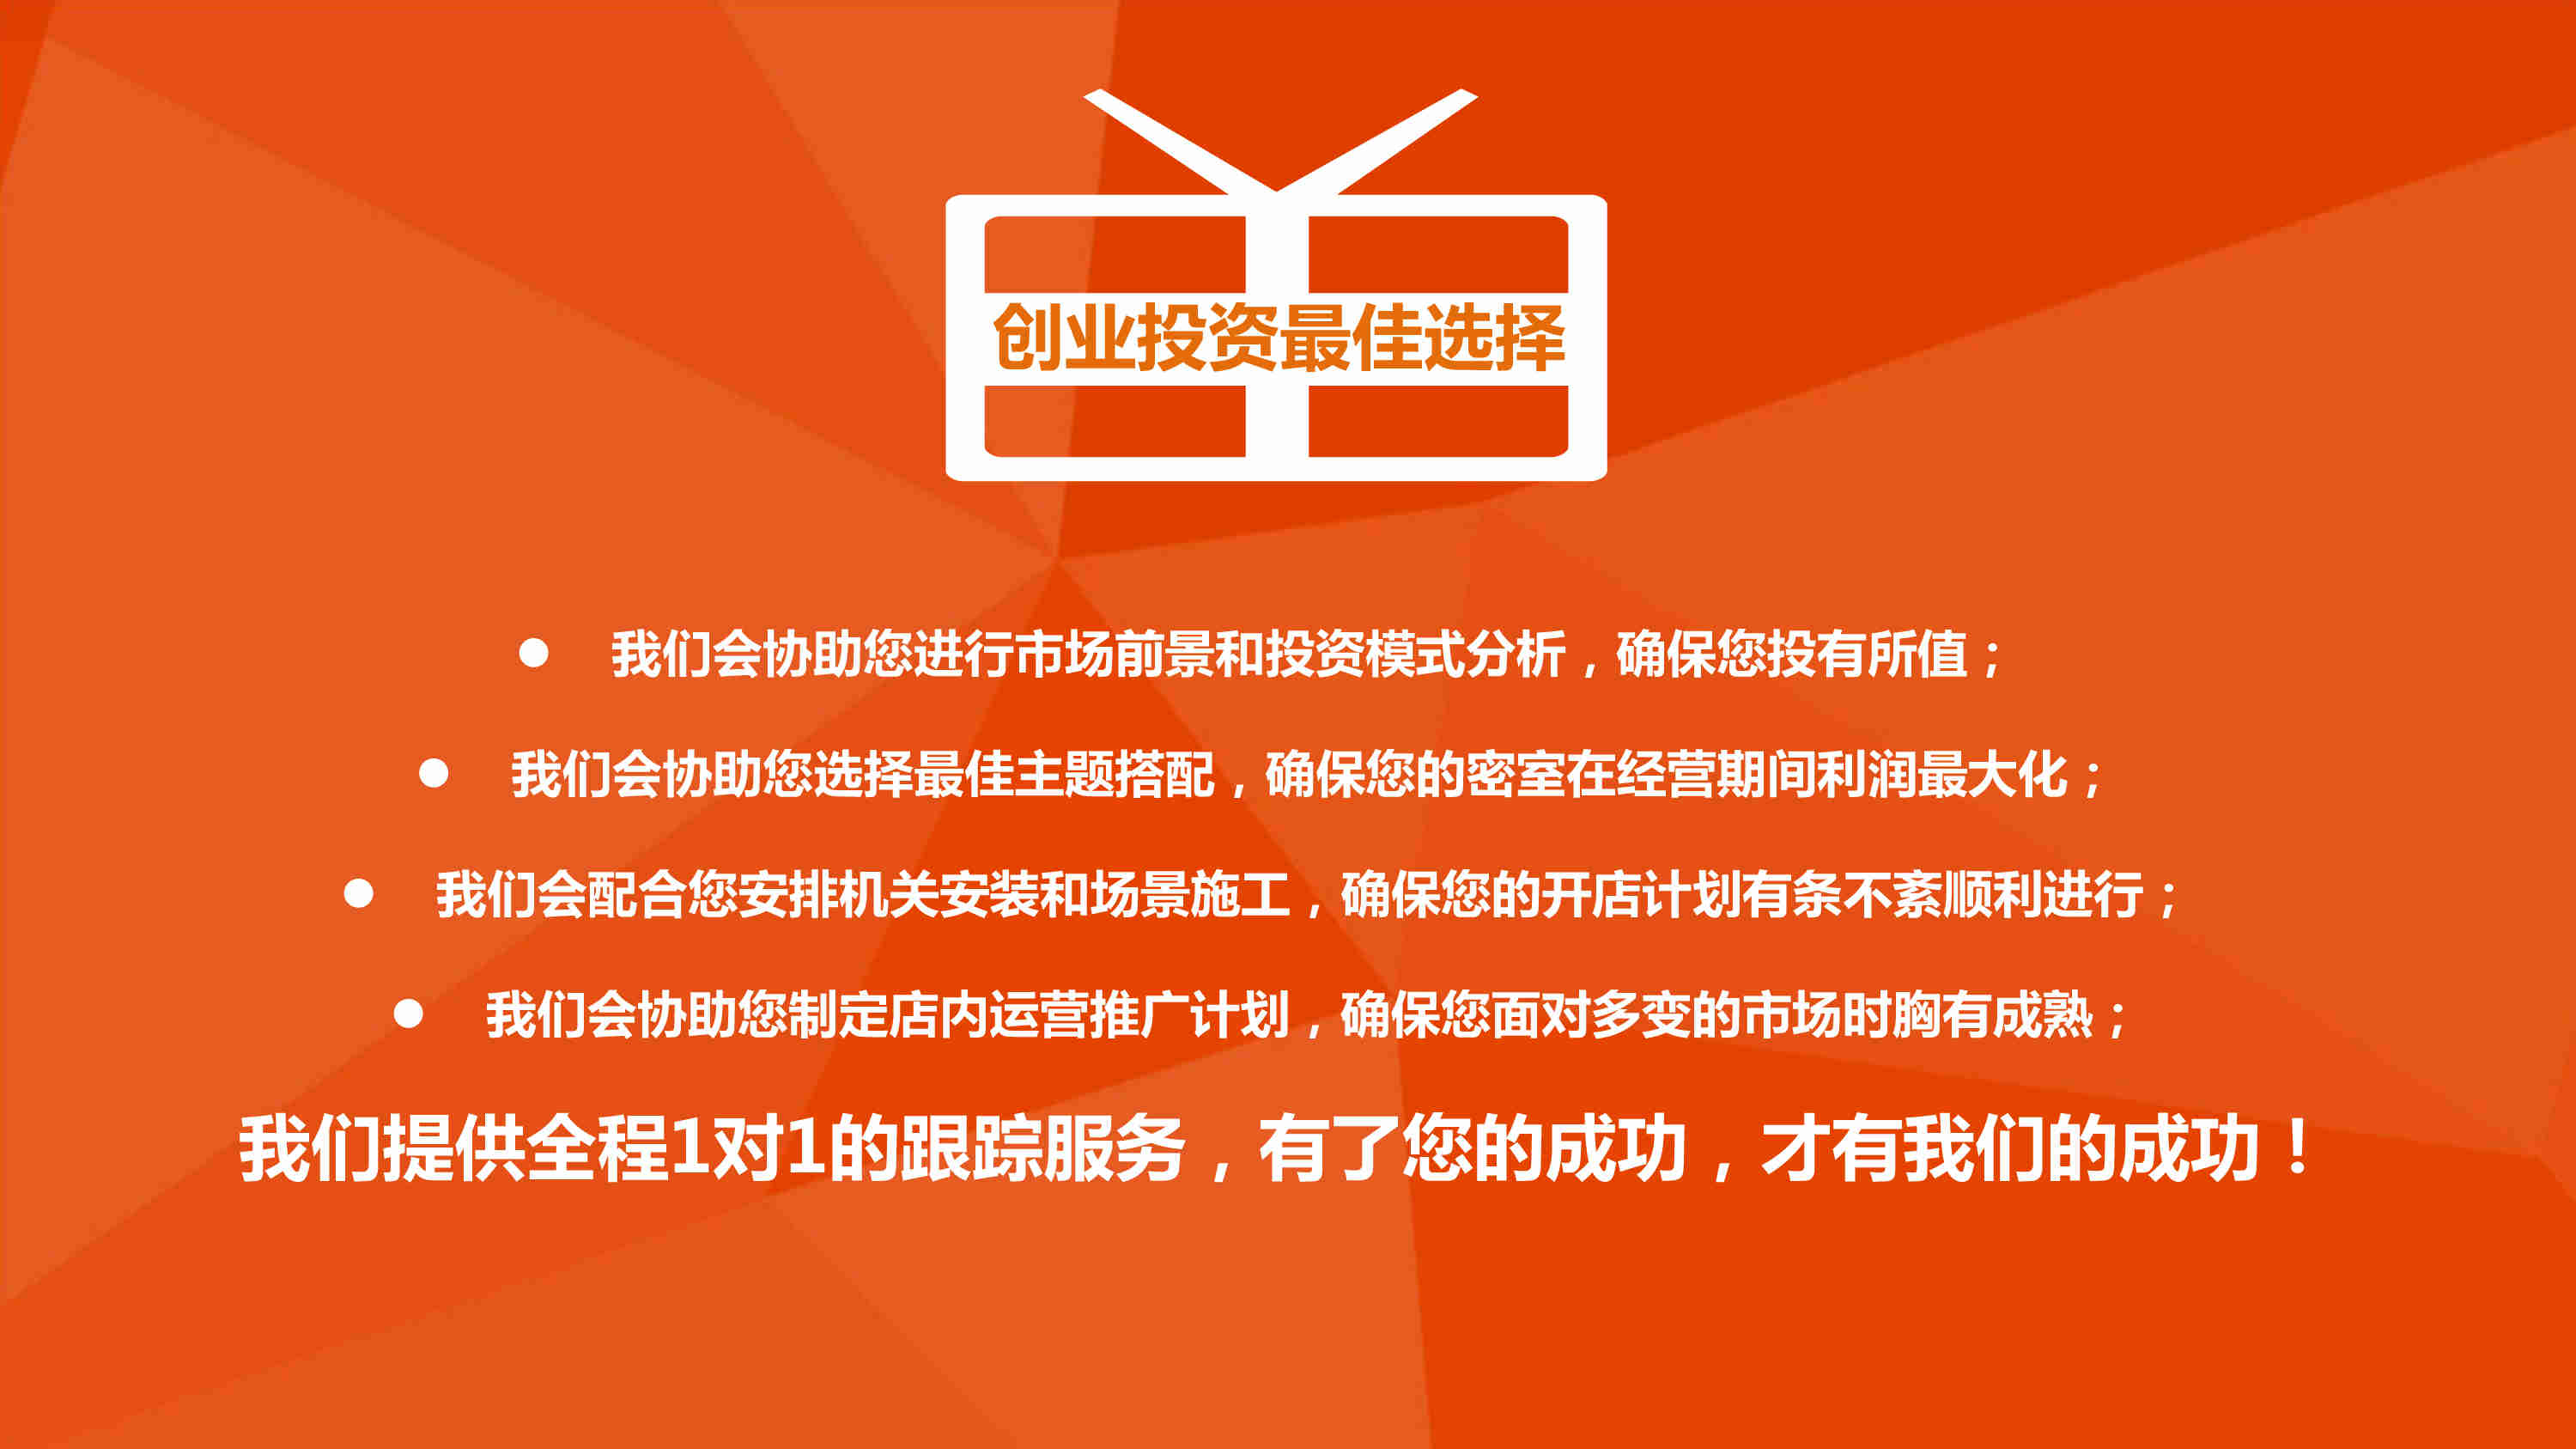 创业投资最佳选择
● 我们会协助您进行市场前景和投资模式分析，确保您投有所值；
● 我们会协助您选择最佳主题搭配，确保您的密室在经营期间利润最大化；
● 我们会配合您安排机关安装和场景施工，确保您的开店计划有条不紊顺利进行；
● 我们会协助您制定店内运营推广计划，确保您面对多变的市场时胸有成熟；
我们提供全程1对1的跟踪服务，有了您的成功，才有我们的成功！